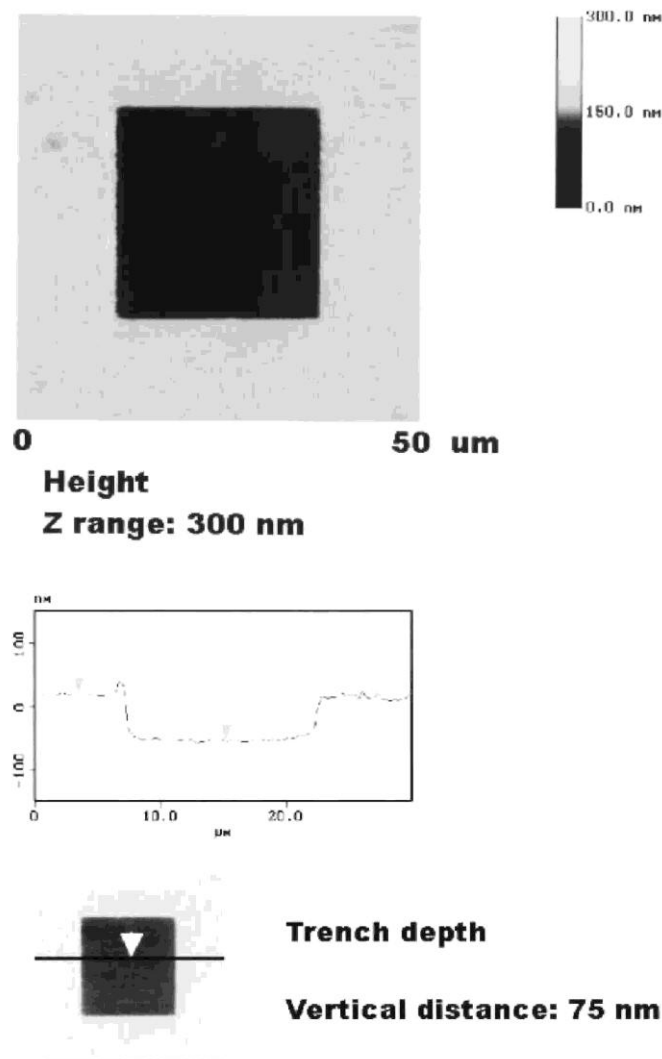 300.0 nM
150.0 nM
0.0 nM
0 50 um
Height
Z range: 300 nm
nM
100
0
-100
0 10.0 20.0
µM
Trench depth
Vertical distance: 75 nm